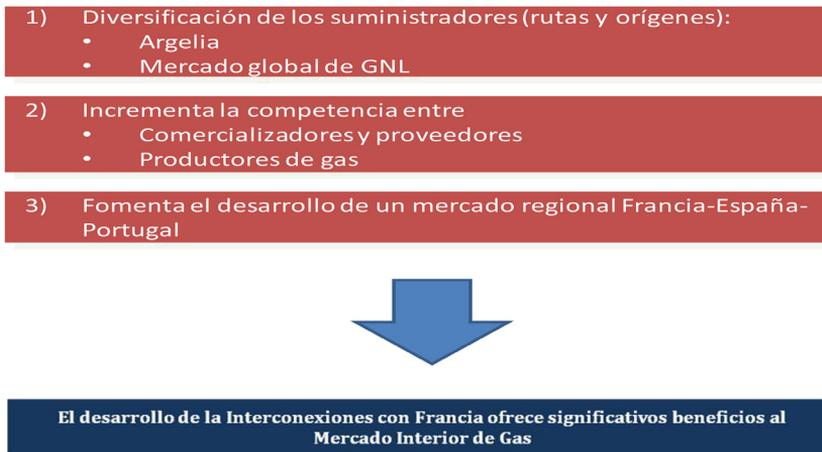 1) Diversificación de los suministradores (rutas y orígenes):
• Argelia
• Mercado global de GNL
2) Incrementa la competencia entre
• Comercializadores y proveedores
• Productores de gas
3) Fomenta el desarrollo de un mercado regional Francia-España-
Portugal
El desarrollo de la Interconexiones con Francia ofrece significativos beneficios al
Mercado Interior de Gas